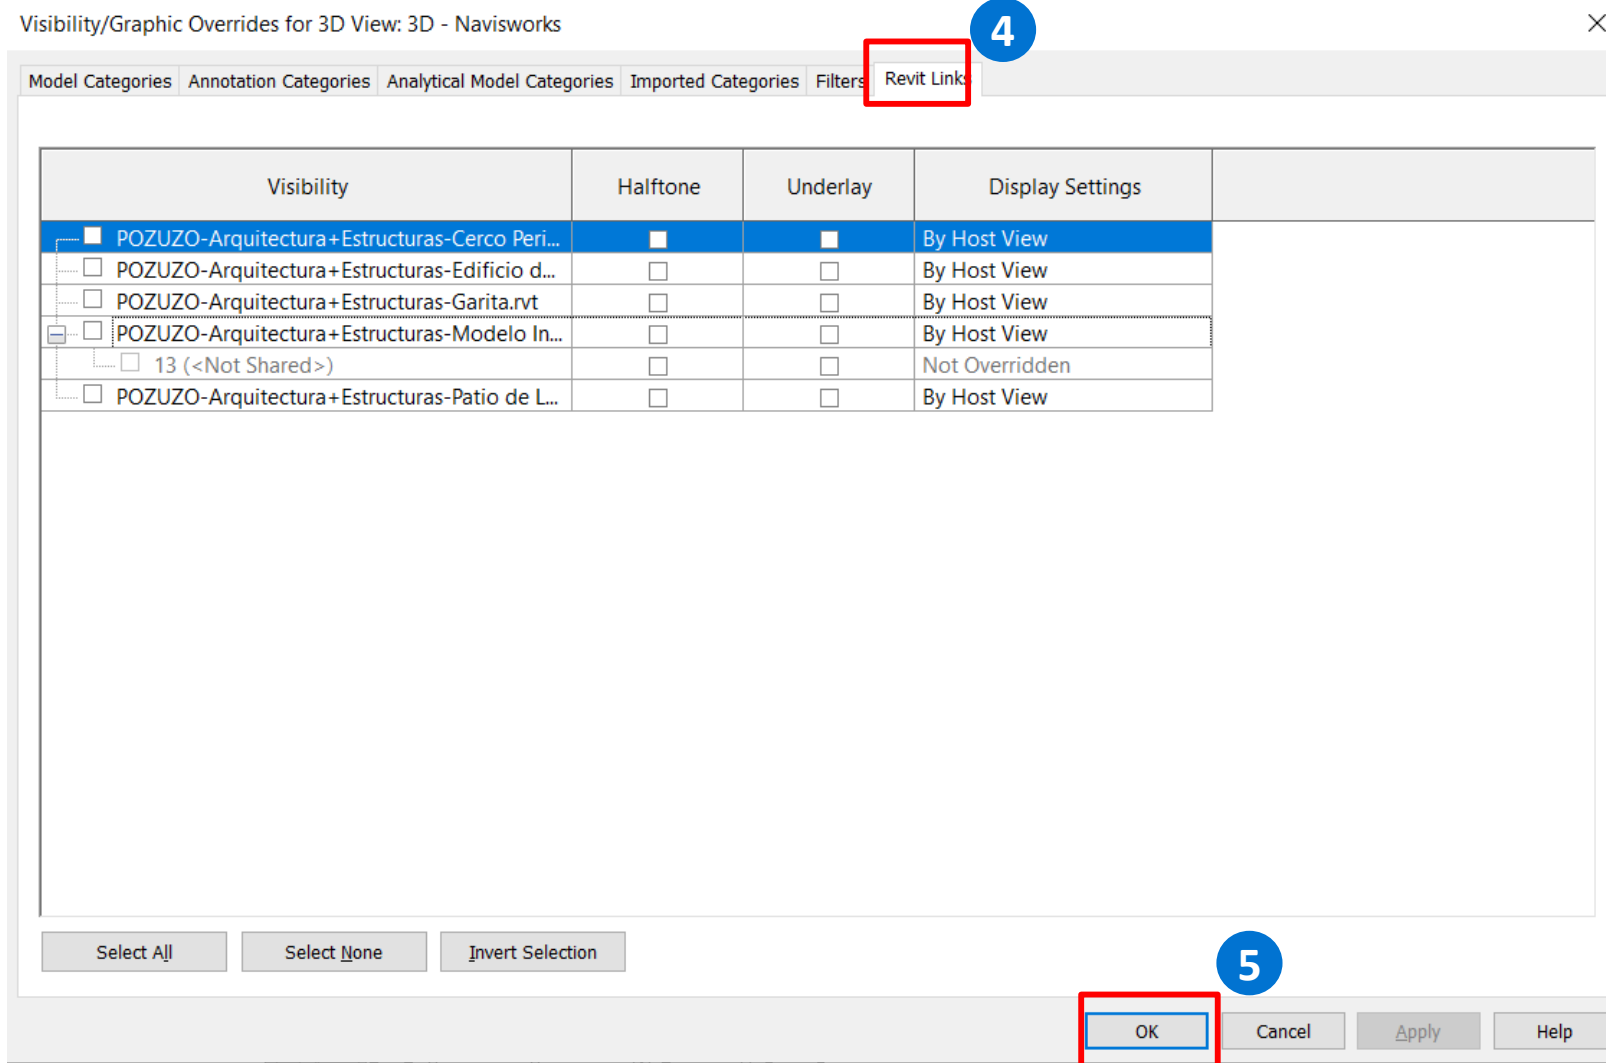 Visibility/Graphic Overrides for 3D View: 3D - Navisworks
4
Model Categories Annotation Categories Analytical Model Categories Imported Categories Filters Revit Links
Visibility Halftone Underlay Display Settings
POZUZO-Arquitectura+Estructuras-Cerco Peri... By Host View
POZUZO-Arquitectura+Estructuras-Edificio d... By Host View
POZUZO-Arquitectura+Estructuras-Garita.rvt By Host View
POZUZO-Arquitectura+Estructuras-Modelo In... By Host View
13 (<Not Shared>) Not Overridden
POZUZO-Arquitectura+Estructuras-Patio de L... By Host View
Select All Select None Invert Selection
5
OK Cancel Apply Help